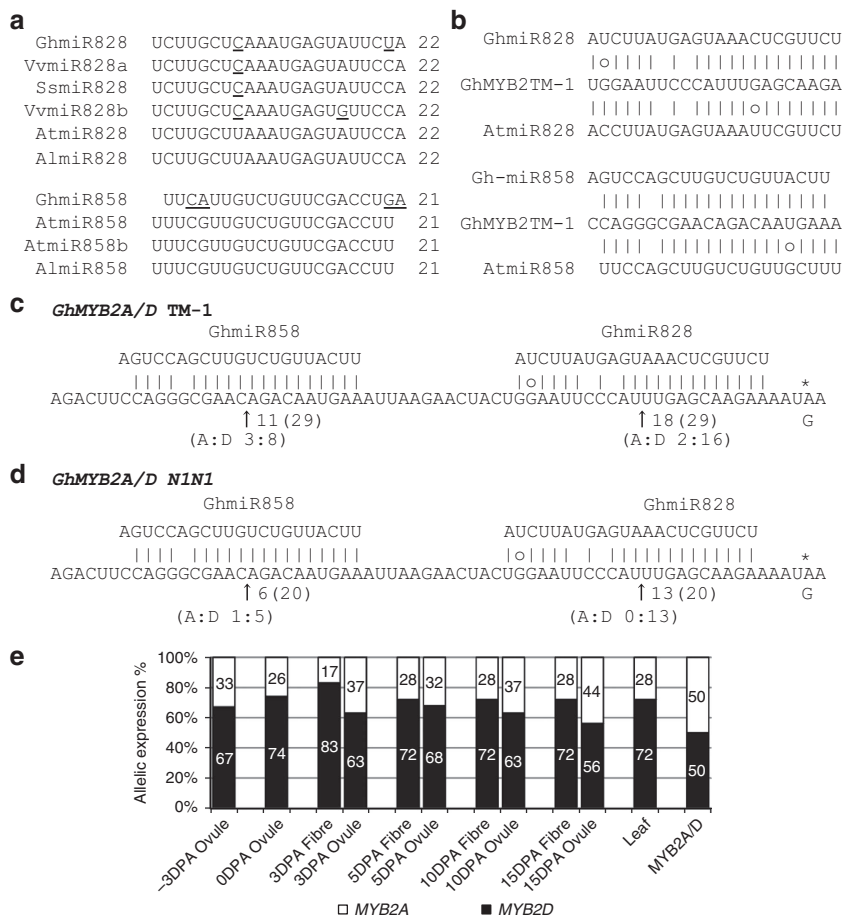 a
GhmiR828 UCUUGCUCAAAUGAGUAUUCUA 22
VvmiR828a UCUUGCUCAAAUGAGUAUUCCA 22
SsmiR828 UCUUGCUCAAAUGAGUAUUCCA 22
VvmiR828b UCUUGCUCAAAUGAGUGUUCCA 22
AtmiR828 UCUUGCUUAAAUGAGUAUUCCA 22
AlmiR828 UCUUGCUUAAAUGAGUAUUCCA 22
GhmiR858 UUCAUUGUCUGUUCGACCUGA 21
AtmiR858 UUUCGUUGUCUGUUCGACCUU 21
AtmiR858b UUUCGUUGUCUGUUCGACCUU 21
AlmiR858 UUUCGUUGUCUGUUCGACCUU 21
b
GhmiR828 AUCUUAUGAGUAAACUCGUUCU
GhMYB2TM-1 UGGAAUUCCCAUUUGAGCAAGA
AtmiR828 ACCUUAUGAGUAAAUUCGUUCU
Gh-miR858 AGUCCAGCUUGUCUGUUACUU
GhMYB2TM-1 CCAGGGCGAACAGACAAUGAAA
AtmiR858 UUCCAGCUUGUCUGUUGCUUU
c GhMYB2A/D TM-1
GhmiR858 GhmiR828
AGUCCAGCUUGUCUGUUACUU AUCUUAUGAGUAAACUCGUUCU
*
AGACUUCCAGGGCGAACAGACAAUGAAAUUAAGAACUACUGGAAUUCCCAUUUGAGCAAGAAAAUAA
↑ 11(29) ↑ 18(29) G
(A:D 3:8) (A:D 2:16)
d GhMYB2A/D N1N1
GhmiR858 GhmiR828
AGUCCAGCUUGUCUGUUACUU AUCUUAUGAGUAAACUCGUUCU
*
AGACUUCCAGGGCGAACAGACAAUGAAAUUAAGAACUACUGGAAUUCCCAUUUGAGCAAGAAAAUAA
↑ 6(20) ↑ 13(20) G
(A:D 1:5) (A:D 0:13)
e
Allelic expression %
100%
80%
60%
40%
20%
0%
33 26 17 37 28 32 28 37 28 44 28 50
67 74 83 63 72 68 72 63 72 56 72 50
–3DPA Ovule
0DPA Ovule
3DPA Fibre
3DPA Ovule
5DPA Fibre
5DPA Ovule
10DPA Fibre
10DPA Ovule
15DPA Fibre
15DPA Ovule
Leaf
MYB2A/D
MYB2A MYB2D